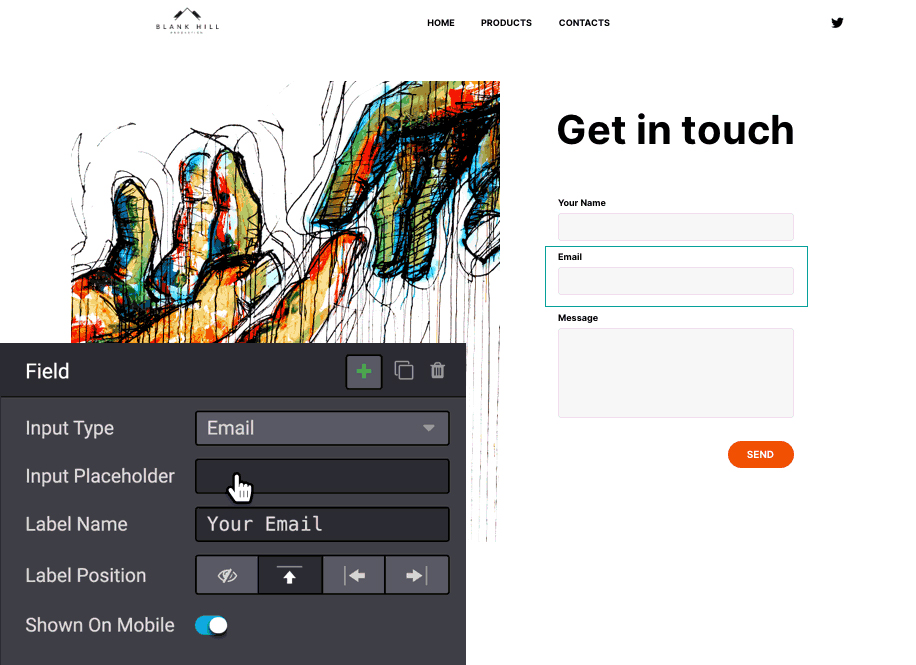 BLANK HILL
PRODUCTION
HOME
PRODUCTS
CONTACTS
Get in touch
Your Name
Email
Message
SEND
Field
Input Type
Email
Input Placeholder
Label Name
Your Email
Label Position
Shown On Mobile